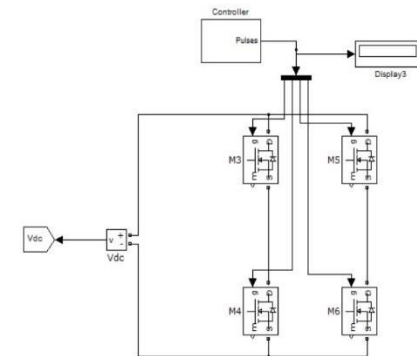 Controller
Pulses
Display3
M3
M5
Vdc
v
+
-
Vdc
M4
M6